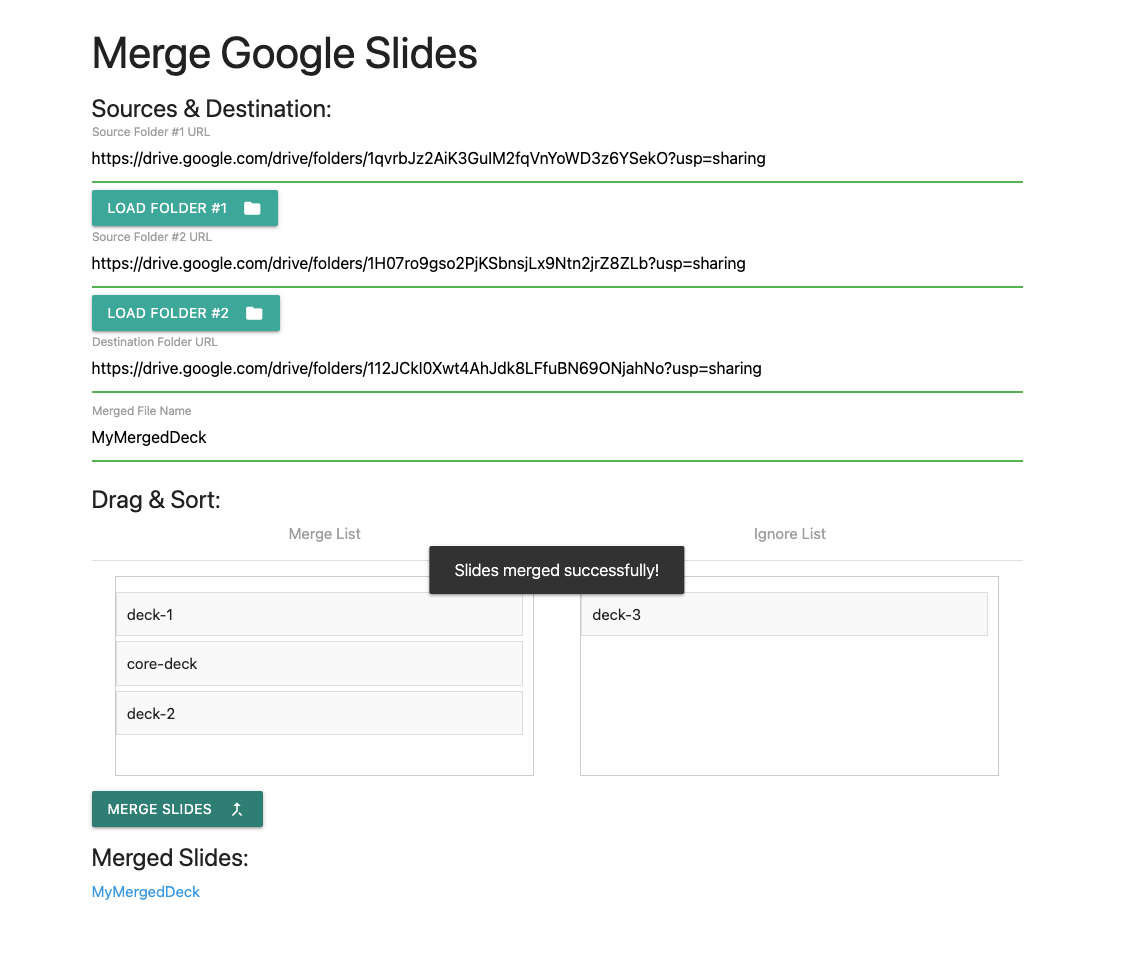 Merge Google Slides
Sources & Destination:
Source Folder #1 URL
https://drive.google.com/drive/folders/1qvrbJz2AiK3GuIM2fqVnYoWD3z6YSekO?usp=sharing
LOAD FOLDER #1
Source Folder #2 URL
https://drive.google.com/drive/folders/1H07ro9gso2PjKSbnsjLx9Ntn2jrZ8ZLb?usp=sharing
LOAD FOLDER #2
Destination Folder URL
https://drive.google.com/drive/folders/112JCkI0Xwt4AhJdk8LFfuBN69ONjahNo?usp=sharing
Merged File Name
MyMergedDeck
Drag & Sort:
Merge List
Ignore List
Slides merged successfully!
deck-1
deck-3
core-deck
deck-2
MERGE SLIDES
Merged Slides:
MyMergedDeck